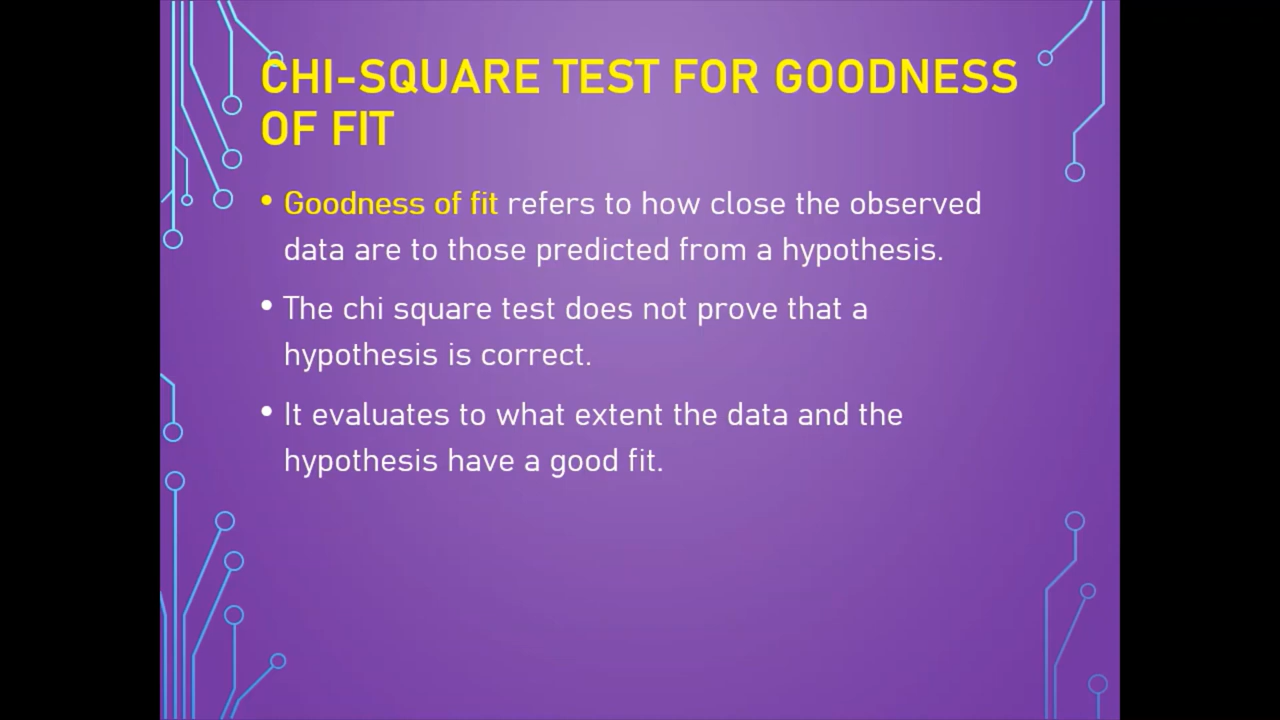 CHI-SQUARE TEST FOR GOODNESS
OF FIT
• Goodness of fit refers to how close the observed
data are to those predicted from a hypothesis.
• The chi square test does not prove that a
hypothesis is correct.
• It evaluates to what extent the data and the
hypothesis have a good fit.